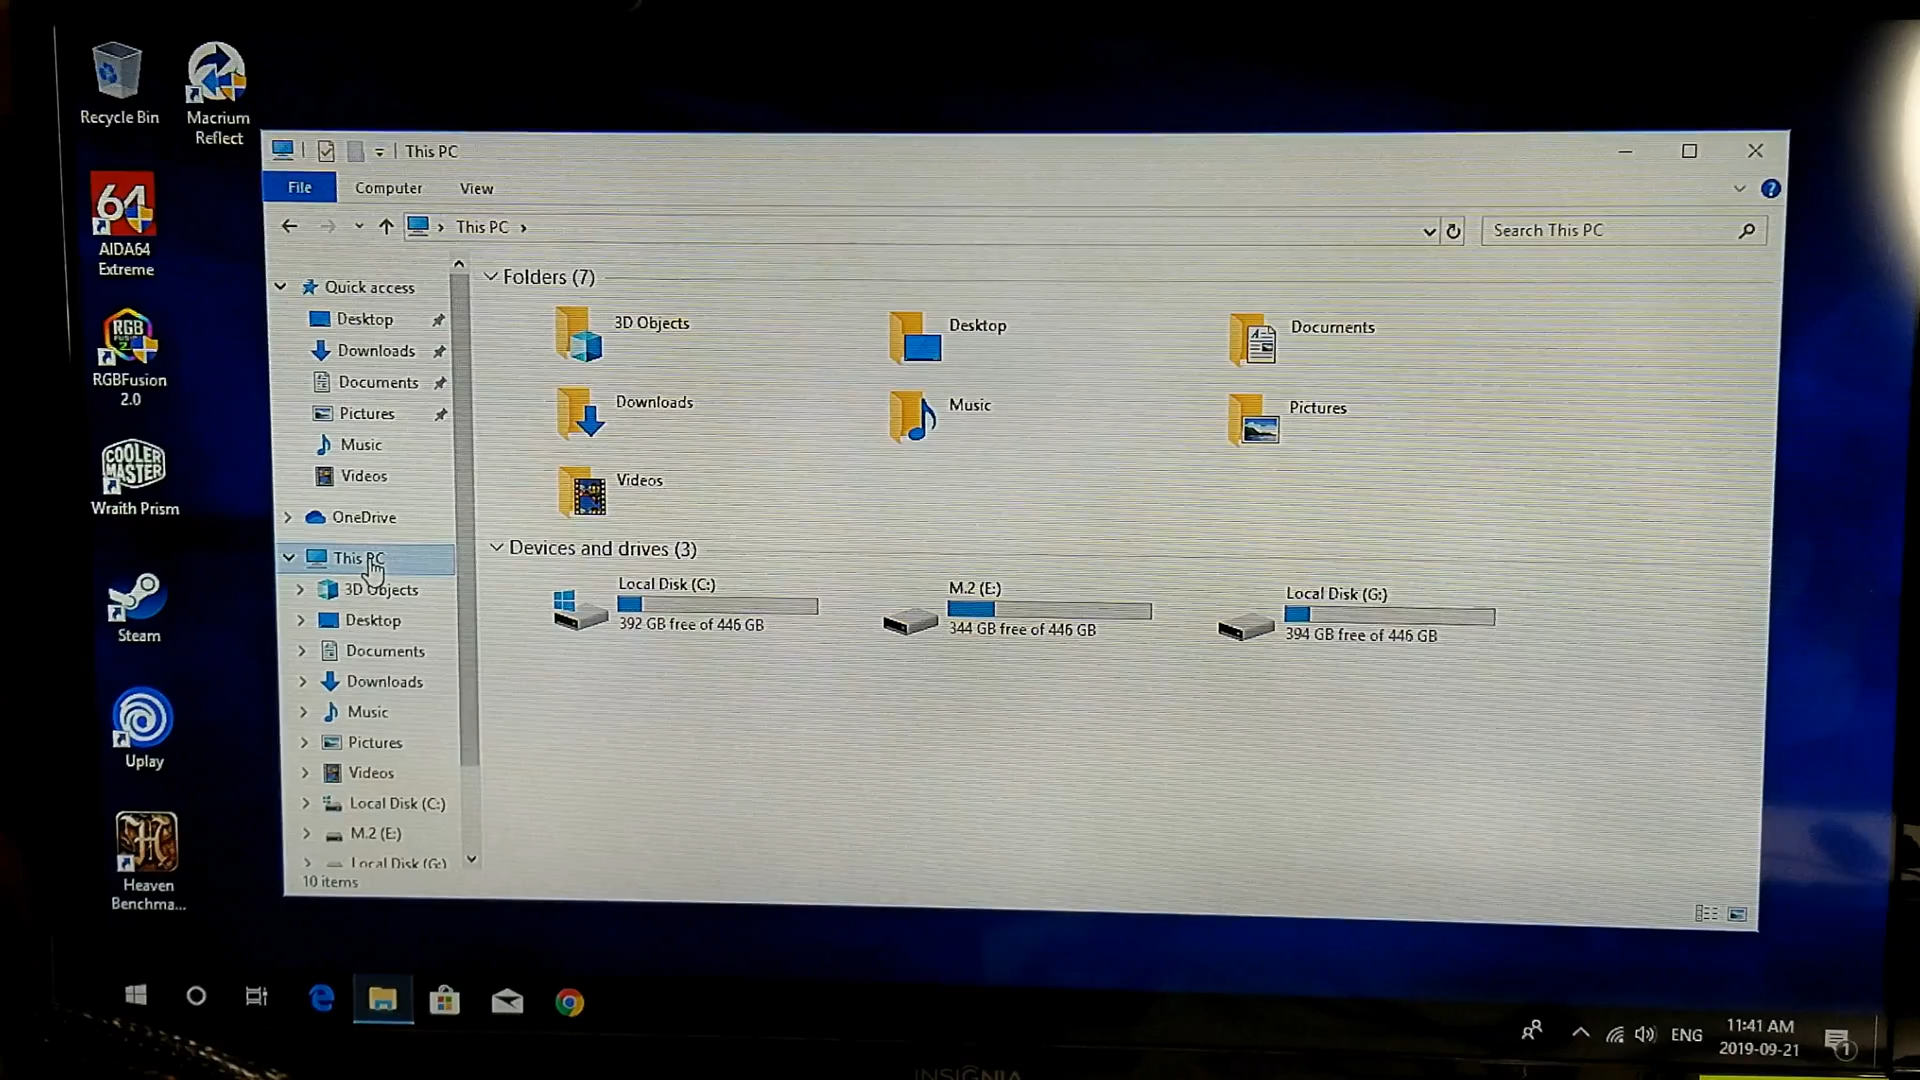 Recycle Bin
Macrium
Reflect
64
AIDA64
Extreme
RGB
RGBFusion
2.0
COOLER
MASTER
Wraith Prism
Steam
Uplay
Heaven
Benchma...
This PC
File
Computer
View
This PC
Search This PC
Quick access
Desktop
Downloads
Documents
Pictures
Music
Videos
OneDrive
This PC
3D Objects
Desktop
Documents
Downloads
Music
Pictures
Videos
Local Disk (C:)
M.2 (E:)
Local Disk (G:)
10 items
Folders (7)
3D Objects
Desktop
Documents
Downloads
Music
Pictures
Videos
Devices and drives (3)
Local Disk (C:)
392 GB free of 446 GB
M.2 (E:)
344 GB free of 446 GB
Local Disk (G:)
394 GB free of 446 GB
ENG
11:41 AM
2019-09-21
1
INSIGNIA